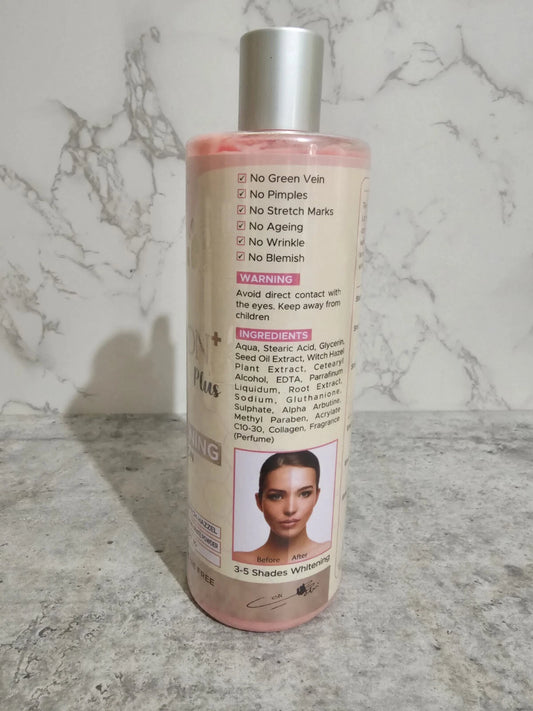 No Green Vein
No Pimples
No Stretch Marks
No Ageing
No Wrinkle
No Blemish
WARNING
Avoid direct contact with
the eyes. Keep away from
children
INGREDIENTS
Aqua, Stearic Acid, Glycerin,
Seed Oil Extract, Witch Hazel
Plant Extract, Cetearyl
Alcohol, EDTA, Parrafinum
Liquidum, Root Extract,
Sodium, Gluthanione,
Sulphate, Alpha Arbutine,
Methyl Paraben, Acrylate
C10-30, Collagen, Fragrance
(Perfume)
Before After
3-5 Shades Whitening
Plus
NING
HAZZEL
FREE